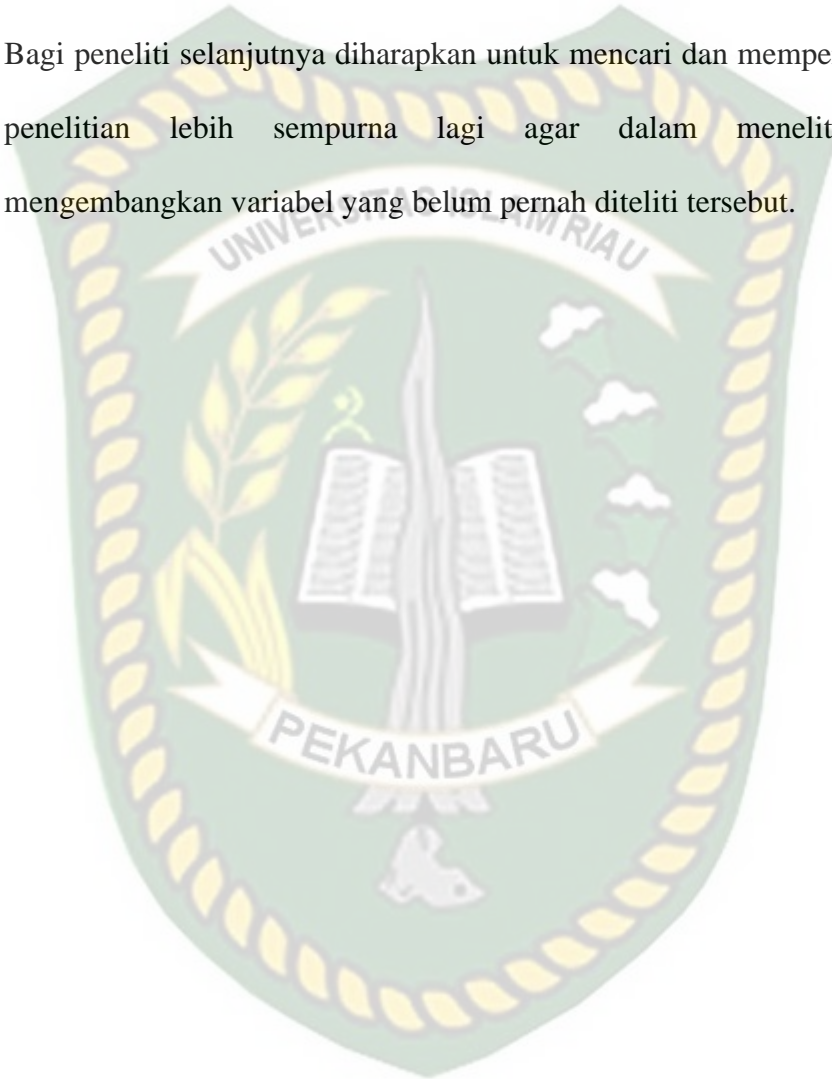 Bagi peneliti selanjutnya diharapkan untuk mencari dan mempe
penelitian lebih sempurna lagi agar dalam menelit
mengembangkan variabel yang belum pernah diteliti tersebut.
UNIVERSITAS ISLAM RIAU
PEKANBARU